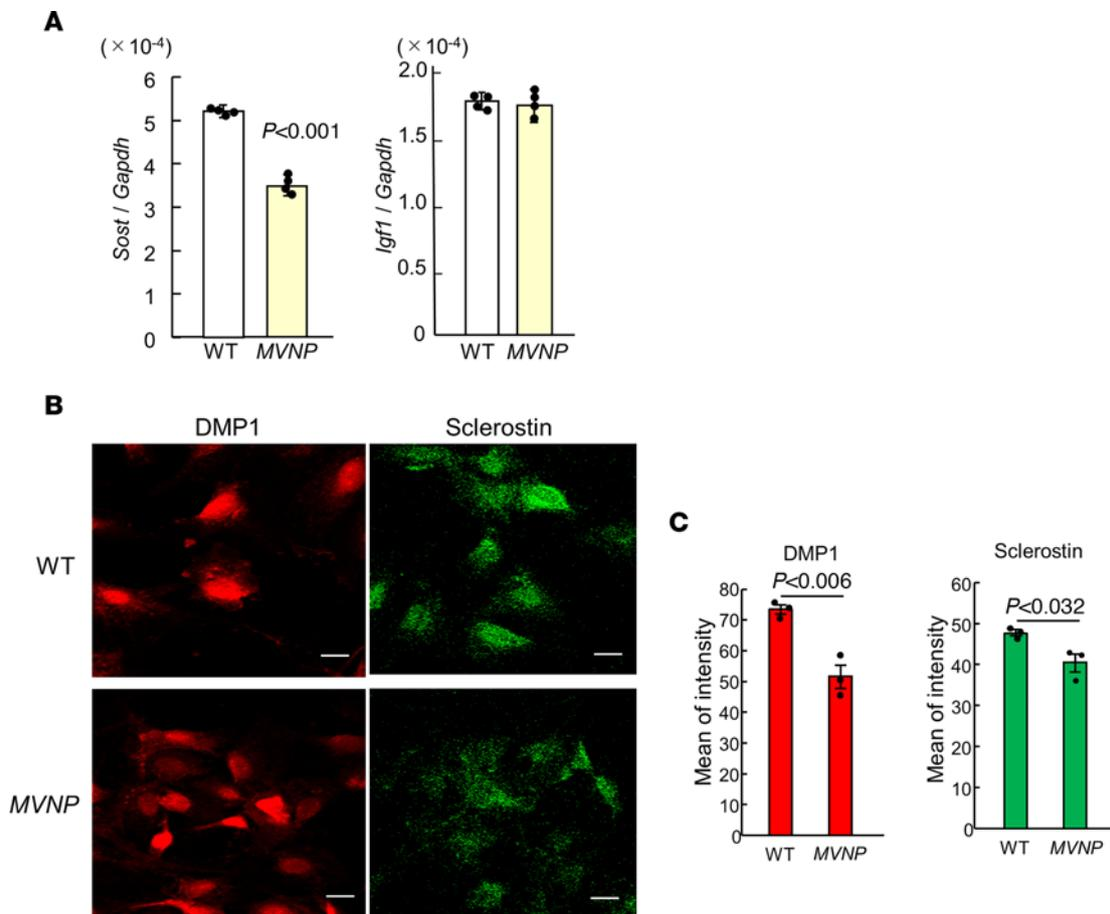 A
(×10-4)
6
5
4
3
2
1
0
Sost / Gapdh
P<0.001
WT MVNP
(×10-4)
2.0
1.5
1.0
0.5
0
Igf1 / Gapdh
WT MVNP
B
DMP1 Sclerostin
WT
MVNP
C
DMP1
P<0.006
80
70
60
50
40
30
20
10
0
Mean of intensity
WT MVNP
Sclerostin
P<0.032
60
50
40
30
20
10
0
Mean of intensity
WT MVNP